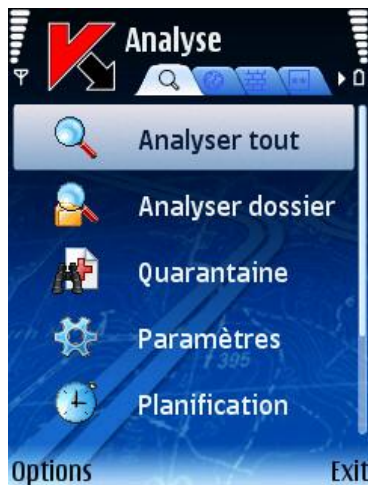 Analyse
Analyser tout
Analyser dossier
Quarantaine
Paramètres
Planification
Options
Exit